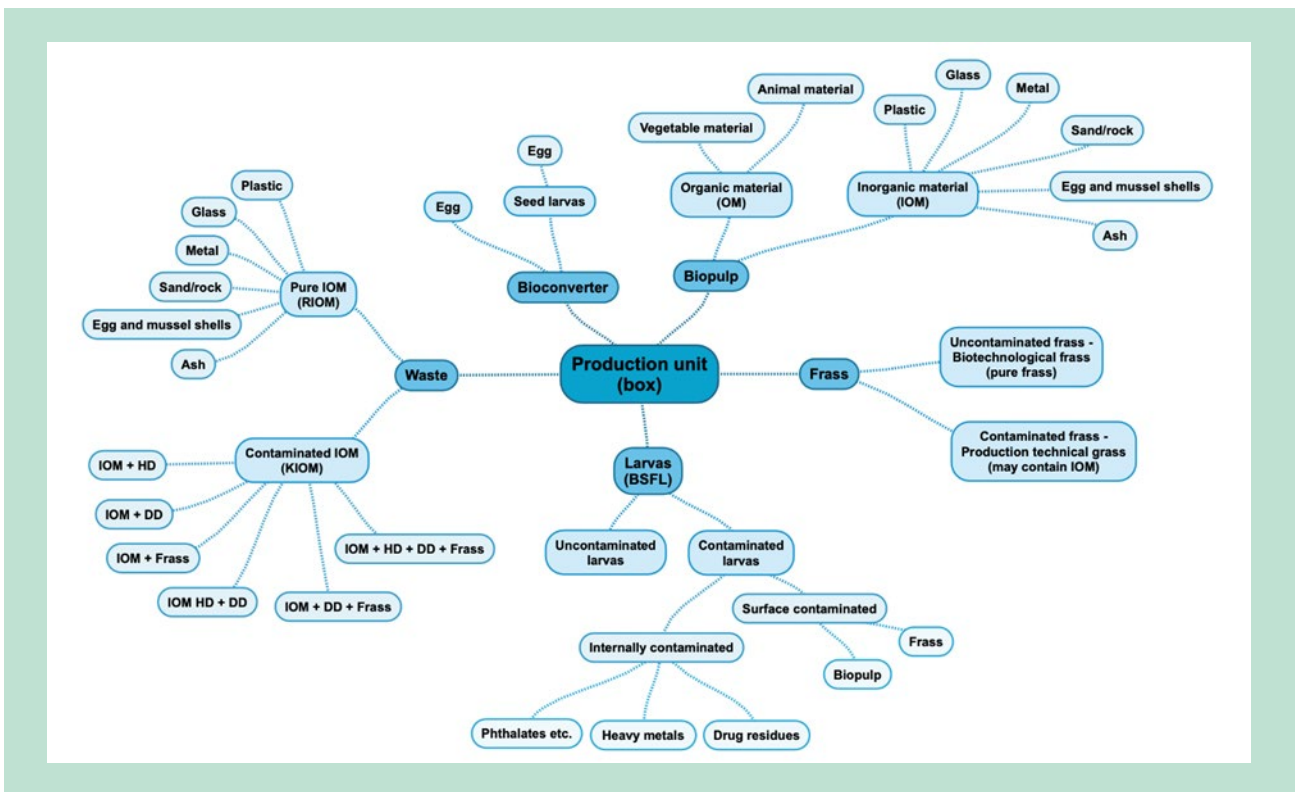 Animal material
Glass
Metal
Plastic
Vegetable material
Sand/rock
Egg
Organic material
(OM)
Inorganic material
(IOM)
Egg and mussel shells
Ash
Seed larvas
Egg
Bioconverter
Biopulp
Plastic
Glass
Metal
Sand/rock
Egg and mussel shells
Ash
Pure IOM
(RIOM)
Waste
Production unit
(box)
Frass
Uncontaminated frass -
Biotechnological frass
(pure frass)
Contaminated frass -
Production technical grass
(may contain IOM)
Contaminated IOM
(KIOM)
IOM + HD
IOM + DD
IOM + Frass
IOM HD + DD
IOM + DD + Frass
IOM + HD + DD + Frass
Larvas
(BSFL)
Uncontaminated
larvas
Contaminated
larvas
Surface contaminated
Frass
Biopulp
Internally contaminated
Phthalates etc.
Heavy metals
Drug residues